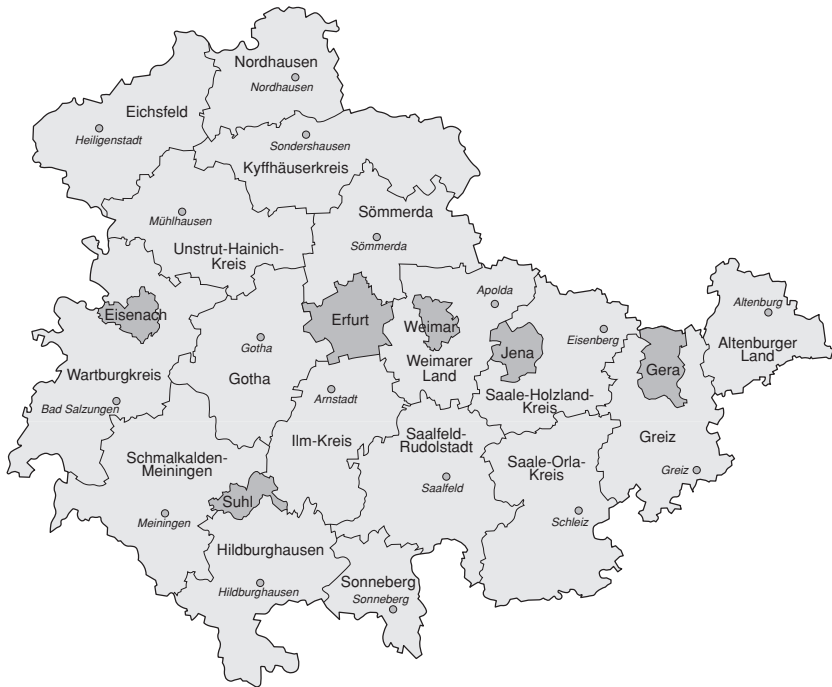 Nordhausen
Nordhausen
Eichsfeld
Heiligenstadt
Sondershausen
Kyffhäuserkreis
Mühlhausen
Unstrut-Hainich-
Kreis
Sömmerda
Sömmerda
Eisenach
Erfurt
Weimar
Apolda
Weimarer
Land
Jena
Eisenberg
Saale-Holzland-
Kreis
Gera
Altenburg
Altenburger
Land
Gotha
Gotha
Wartburgkreis
Bad Salzungen
Arnstadt
Ilm-Kreis
Saalfeld-
Rudolstadt
Saalfeld
Saale-Orla-
Kreis
Schleiz
Greiz
Greiz
Schmalkalden-
Meiningen
Meiningen
Suhl
Hildburghausen
Hildburghausen
Sonneberg
Sonneberg